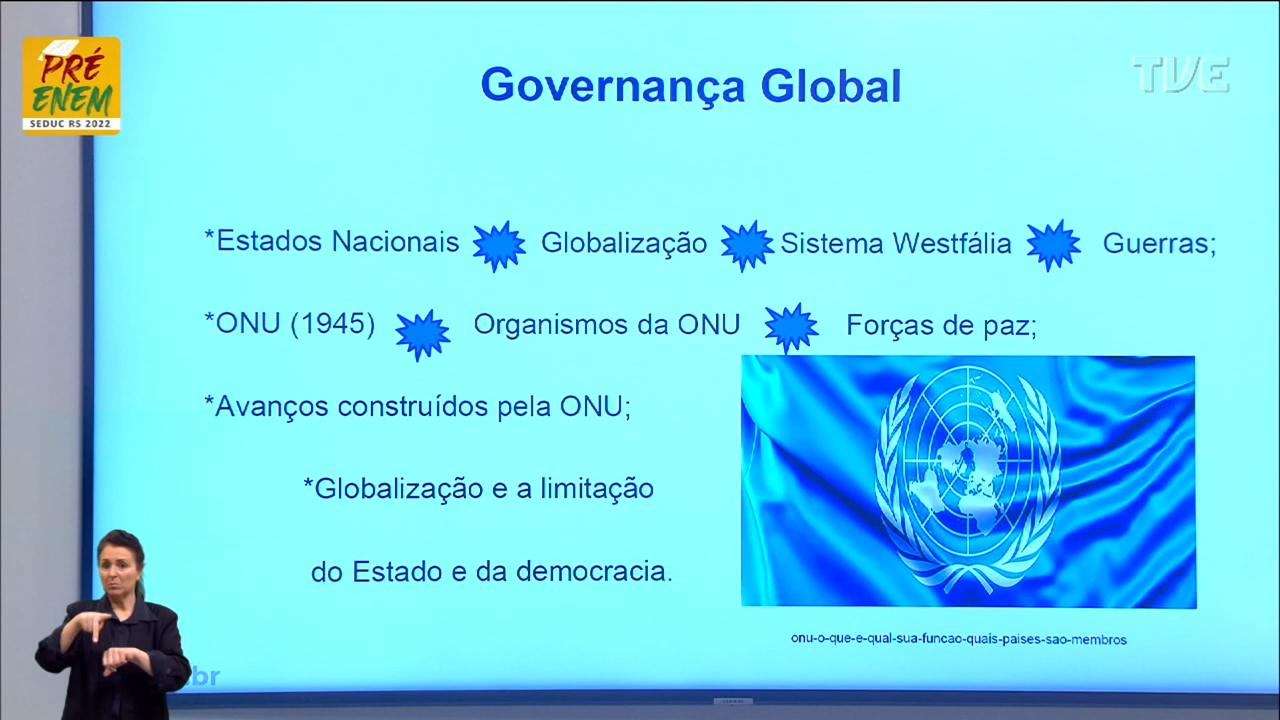 PRÉ
ENEM
SEDUC RS 2022
TVE
Governança Global
*Estados Nacionais Globalização Sistema Westfália Guerras;
*ONU (1945) Organismos da ONU Forças de paz;
*Avanços construídos pela ONU;
*Globalização e a limitação
do Estado e da democracia.
onu-o-que-e-qual-sua-funcao-quais-paises-sao-membros
br